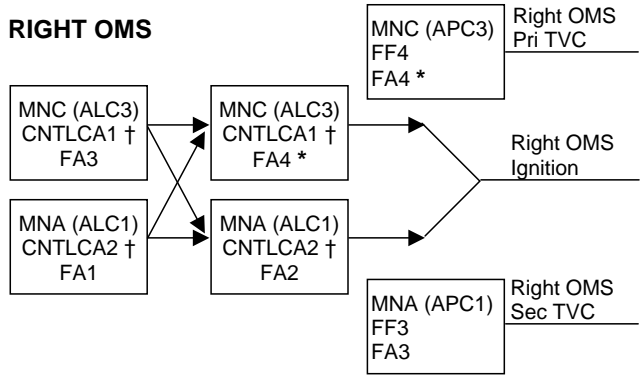 RIGHT OMS
MNC (APC3)
FF4
FA4 *
Right OMS
Pri TVC
MNC (ALC3)
CNTLCA1 †
FA3
MNC (ALC3)
CNTLCA1 †
FA4 *
Right OMS
Ignition
MNA (ALC1)
CNTLCA2 †
FA1
MNA (ALC1)
CNTLCA2 †
FA2
MNA (APC1)
FF3
FA3
Right OMS
Sec TVC